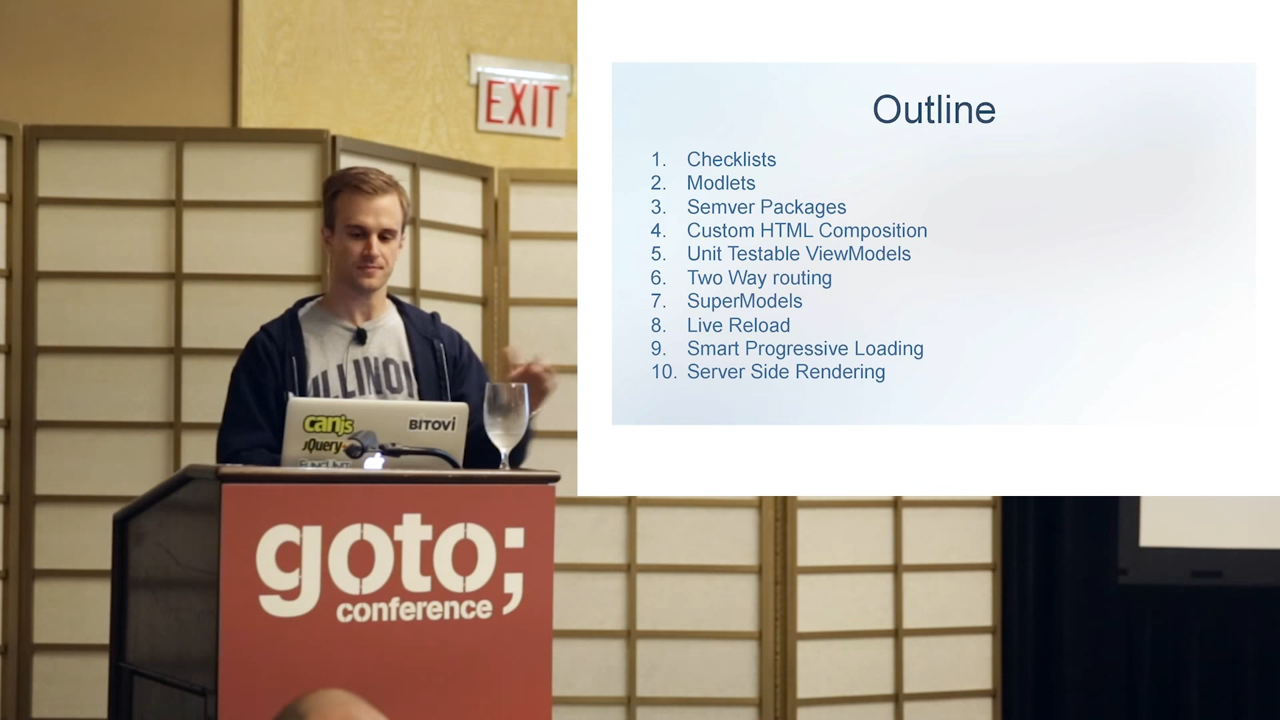 EXIT
Outline
1. Checklists
2. Modlets
3. Semver Packages
4. Custom HTML Composition
5. Unit Testable ViewModels
6. Two Way routing
7. SuperModels
8. Live Reload
9. Smart Progressive Loading
10. Server Side Rendering
ILLINOI
canjs
BITOVI
jQuery
goto;
conference